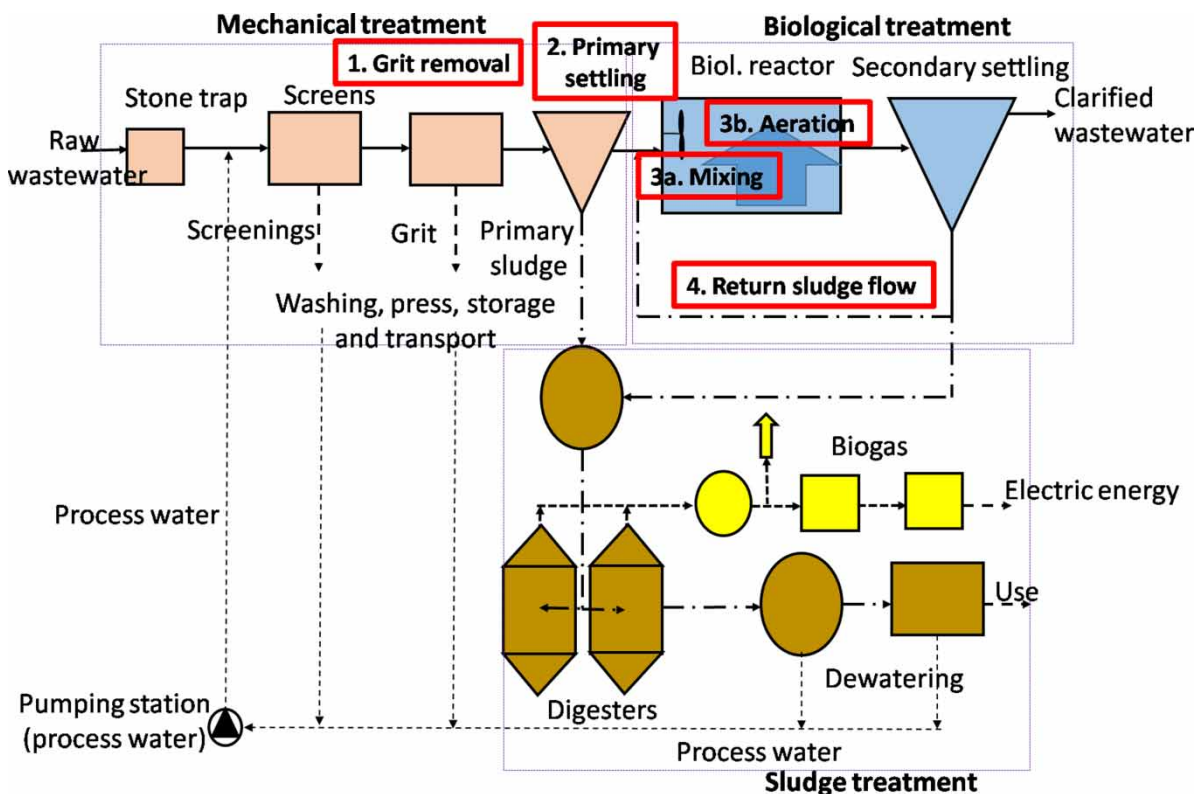 Mechanical treatment
Biological treatment
1. Grit removal
2. Primary
settling
Biol. reactor
Secondary settling
Stone trap
Screens
3b. Aeration
Clarified
wastewater
Raw
wastewater
3a. Mixing
Screenings
Grit
Primary
sludge
4. Return sludge flow
Washing, press, storage
and transport
Biogas
Electric energy
Process water
Use
Dewatering
Digesters
Pumping station
(process water)
Process water
Sludge treatment